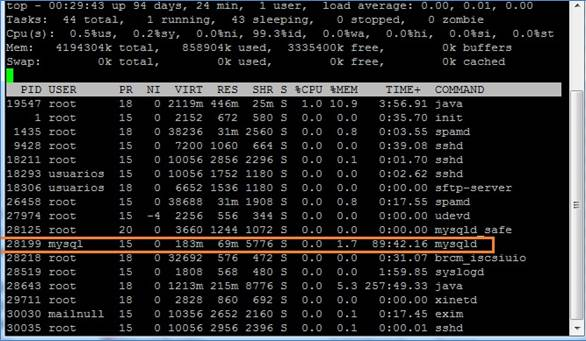 top - 00:29:43 up 94 days, 24 min, 1 user, load average: 0.00, 0.01, 0.00
Tasks: 44 total, 1 running, 43 sleeping, 0 stopped, 0 zombie
Cpu(s): 0.5%us, 0.2%sy, 0.0%ni, 99.3%id, 0.0%wa, 0.0%hi, 0.0%si, 0.0%st
Mem: 4194304k total, 858904k used, 3335400k free, 0k buffers
Swap: 0k total, 0k used, 0k free, 0k cached
PID USER PR NI VIRT RES SHR S %CPU %MEM TIME+ COMMAND
19547 root 18 0 2119m 446m 25m S 1.0 10.9 3:56.91 java
1 root 15 0 2152 672 580 S 0.0 0.0 0:35.70 init
1435 root 18 0 38236 31m 2560 S 0.0 0.8 0:03.55 spamd
9428 root 15 0 7200 1060 664 S 0.0 0.0 0:39.08 sshd
18211 root 15 0 10056 2856 2296 S 0.0 0.1 0:01.70 sshd
18293 usuarios 15 0 10056 1752 1180 S 0.0 0.0 0:02.62 sshd
18306 usuarios 18 0 6652 1536 1180 S 0.0 0.0 0:00.00 sftp-server
26458 root 15 0 38688 31m 1908 S 0.0 0.8 0:17.55 spamd
27974 root 15 -4 2256 556 344 S 0.0 0.0 0:00.00 udevd
28125 root 20 0 3660 1244 1072 S 0.0 0.0 0:00.00 mysqld_safe
28199 mysql 15 0 183m 69m 5776 S 0.0 1.7 89:42.16 mysqld
28218 root 18 0 32692 576 472 S 0.0 0.0 0:31.07 brcm_iscsiuio
28519 root 15 0 1808 568 480 S 0.0 0.0 1:59.85 syslogd
28643 root 18 0 1213m 215m 8776 S 0.0 5.3 257:49.33 java
29711 root 18 0 2828 860 692 S 0.0 0.0 0:00.00 xinetd
30030 mailnull 15 0 10356 2652 2160 S 0.0 0.1 0:17.45 exim
30035 root 15 0 10056 2956 2396 S 0.0 0.1 0:00.01 sshd